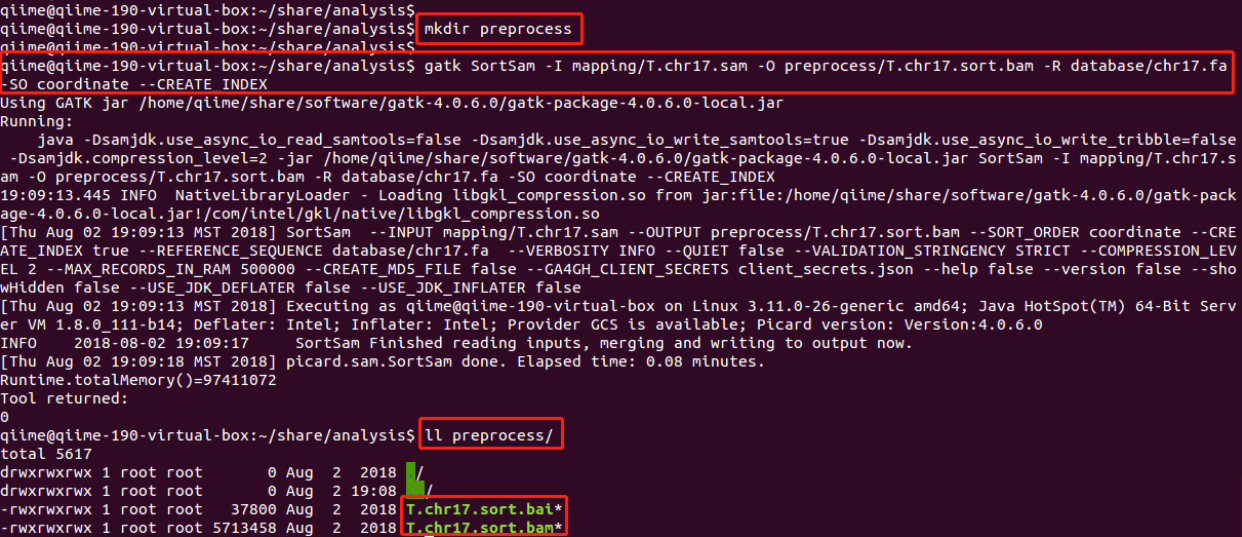 qiime@qiime-190-virtual-box:~/share/analysis$
qiime@qiime-190-virtual-box:~/share/analysis$ mkdir preprocess
qiime@qiime-190-virtual-box:~/share/analysis$
qiime@qiime-190-virtual-box:~/share/analysis$ gatk SortSam -I mapping/T.chr17.sam -O preprocess/T.chr17.sort.bam -R database/chr17.fa
-SO coordinate --CREATE_INDEX
Using GATK jar /home/qiime/share/software/gatk-4.0.6.0/gatk-package-4.0.6.0-local.jar
Running:
    java -Dsamjdk.use_async_io_read_samtools=false -Dsamjdk.use_async_io_write_samtools=true -Dsamjdk.use_async_io_write_tribble=false
 -Dsamjdk.compression_level=2 -jar /home/qiime/share/software/gatk-4.0.6.0/gatk-package-4.0.6.0-local.jar SortSam -I mapping/T.chr17.s
am -O preprocess/T.chr17.sort.bam -R database/chr17.fa -SO coordinate --CREATE_INDEX
19:09:13.445 INFO  NativeLibraryLoader - Loading libgkl_compression.so from jar:file:/home/qiime/share/software/gatk-4.0.6.0/gatk-pack
age-4.0.6.0-local.jar!/com/intel/gkl/native/libgkl_compression.so
[Thu Aug 02 19:09:13 MST 2018] SortSam  --INPUT mapping/T.chr17.sam --OUTPUT preprocess/T.chr17.sort.bam --SORT_ORDER coordinate --CRE
ATE_INDEX true --REFERENCE_SEQUENCE database/chr17.fa  --VERBOSITY INFO --QUIET false --VALIDATION_STRINGENCY STRICT --COMPRESSION_LEV
EL 2 --MAX_RECORDS_IN_RAM 500000 --CREATE_MD5_FILE false --GA4GH_CLIENT_SECRETS client_secrets.json --help false --version false --sho
wHidden false --USE_JDK_DEFLATER false --USE_JDK_INFLATER false
[Thu Aug 02 19:09:13 MST 2018] Executing as qiime@qiime-190-virtual-box on Linux 3.11.0-26-generic amd64; Java HotSpot(TM) 64-Bit Serv
er VM 1.8.0_111-b14; Deflater: Intel; Inflater: Intel; Provider GCS is available; Picard version: Version:4.0.6.0
INFO    2018-08-02 19:09:17     SortSam Finished reading inputs, merging and writing to output now.
[Thu Aug 02 19:09:18 MST 2018] picard.sam.SortSam done. Elapsed time: 0.08 minutes.
Runtime.totalMemory()=97411072
Tool returned:
0
qiime@qiime-190-virtual-box:~/share/analysis$ ll preprocess/
total 5617
drwxrwxrwx 1 root root       0 Aug  2  2018 /
drwxrwxrwx 1 root root       0 Aug  2 19:08 /
-rwxrwxrwx 1 root root   37800 Aug  2  2018 T.chr17.sort.bai*
-rwxrwxrwx 1 root root 5713458 Aug  2  2018 T.chr17.sort.bam*